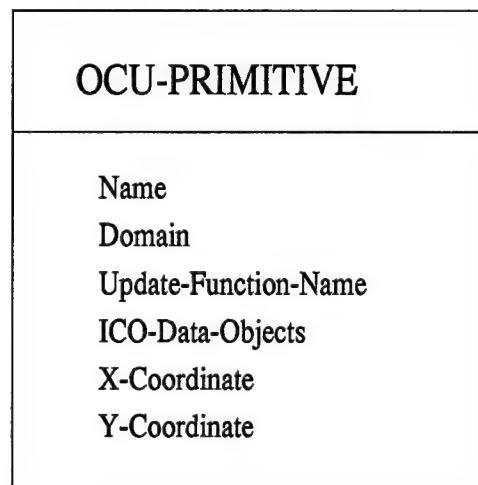 OCU-PRIMITIVE
Name
Domain
Update-Function-Name
ICO-Data-Objects
X-Coordinate
Y-Coordinate